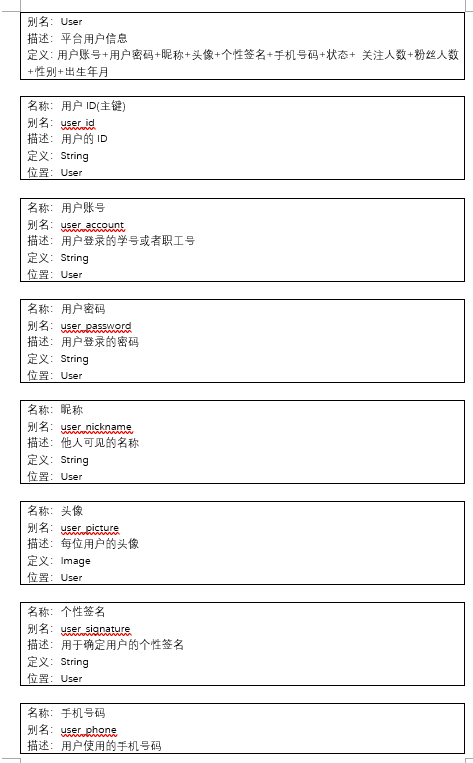 别名：User
描述：平台用户信息
定义：用户账号+用户密码+昵称+头像+个性签名+手机号码+状态+ 关注人数+粉丝人数
+性别+出生年月
名称：用户 ID(主键)
别名：user_id
描述：用户的 ID
定义：String
位置：User
名称：用户账号
别名：user_account
描述：用户登录的学号或者职工号
定义：String
位置：User
名称：用户密码
别名：user_password
描述：用户登录的密码
定义：String
位置：User
名称：昵称
别名：user_nickname
描述：他人可见的名称
定义：String
位置：User
名称：头像
别名：user_picture
描述：每位用户的头像
定义：Image
位置：User
名称：个性签名
别名：user_signature
描述：用于确定用户的个性签名
定义：String
位置：User
名称：手机号码
别名：user_phone
描述：用户使用的手机号码